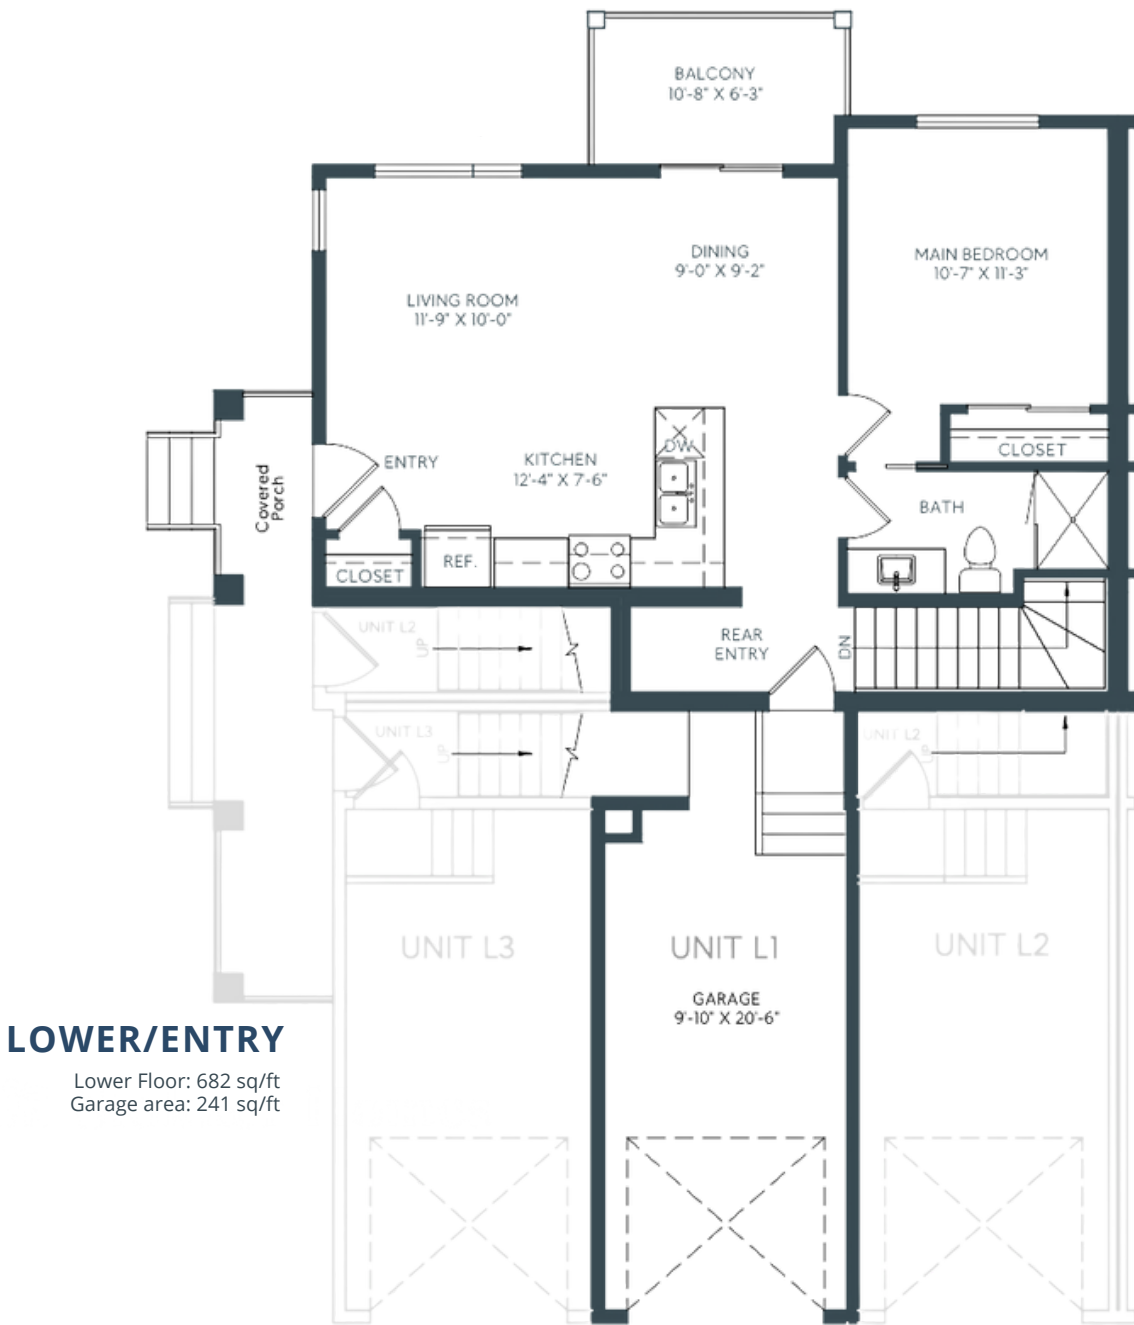 BALCONY
10'-8" X 6'-3"
DINING
9'-0" X 9'-2"
MAIN BEDROOM
10'-7" X 11'-3"
LIVING ROOM
11'-9" X 10'-0"
DW
ENTRY
KITCHEN
12'-4" X 7'-6"
CLOSET
Covered
Porch
BATH
REF.
CLOSET
UNIT L2
UP
REAR
ENTRY
DN
UNIT L3
UP
UNIT L2
UP
UNIT L3
UNIT L1
UNIT L2
GARAGE
9'-10" X 20'-6"
LOWER/ENTRY
Lower Floor: 682 sq/ft
Garage area: 241 sq/ft